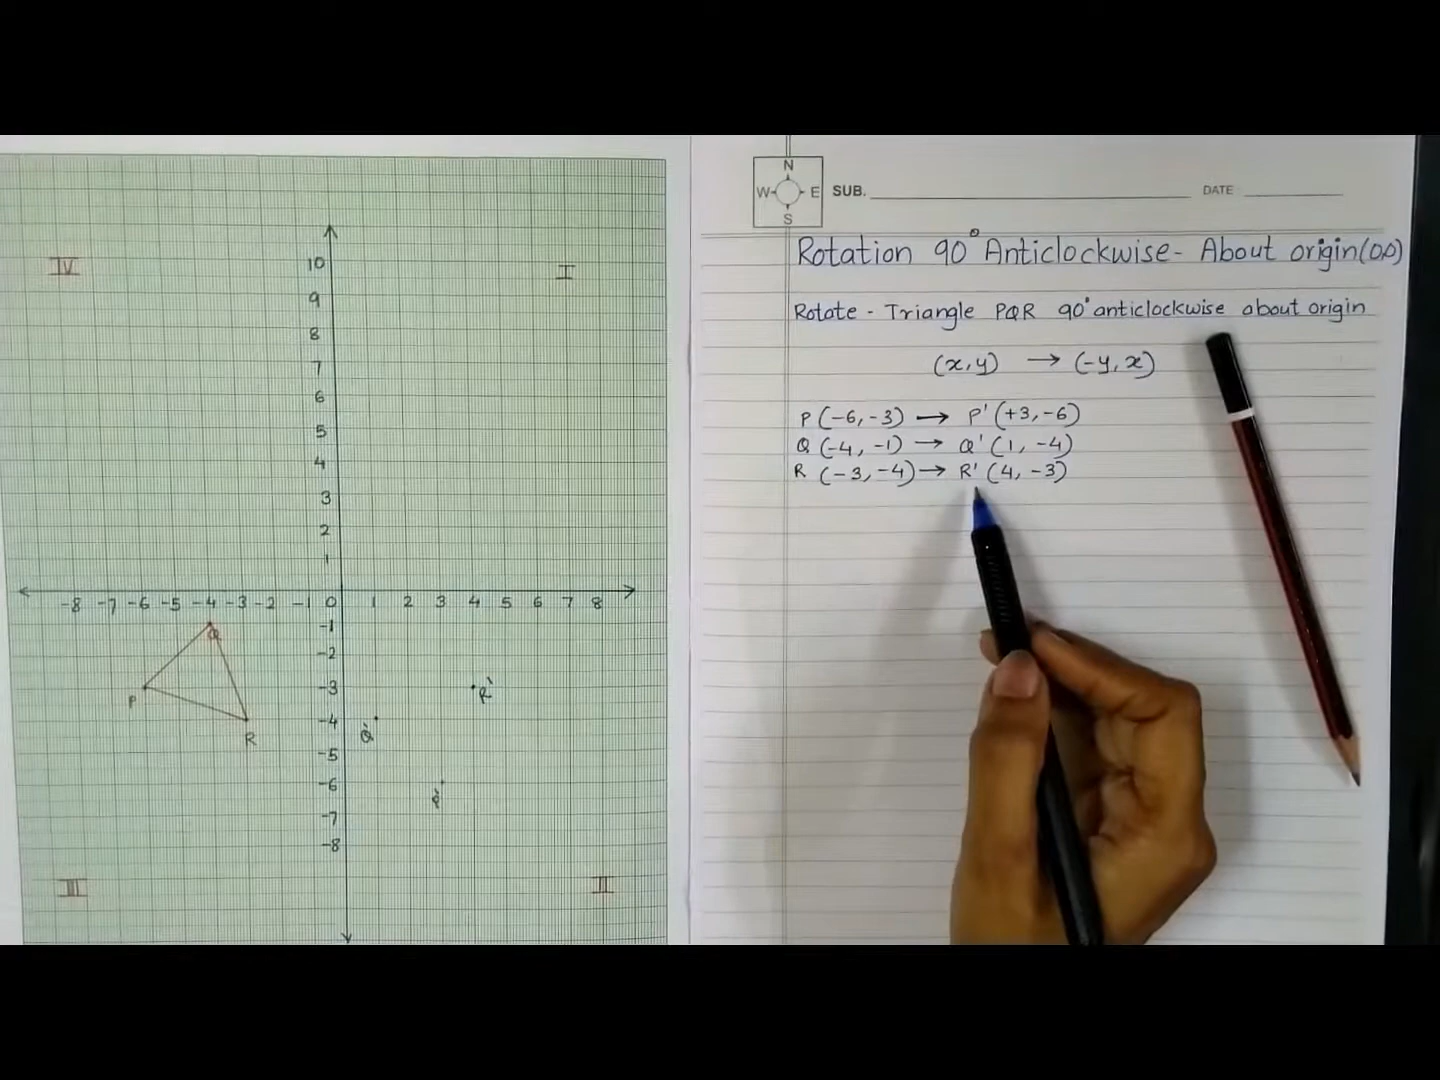 N
W E SUB. DATE
S
Rotation 90° Anticlockwise - About origin(0,0)
Rotate - Triangle PQR 90° anticlockwise about origin
(x,y) → (-y,x)
P (-6,-3) → P' (+3,-6)
Q (-4, -1) → Q' (1, -4)
R (-3,-4) → R' (4, -3)
IV I
10
9
8
7
6
5
4
3
2
1
-8 -7 -6 -5 -4 -3 -2 -1 0 1 2 3 4 5 6 7 8
-1
Q
-2
-3
P R'
-4
R Q'
-5
-6
P'
-7
-8
III II